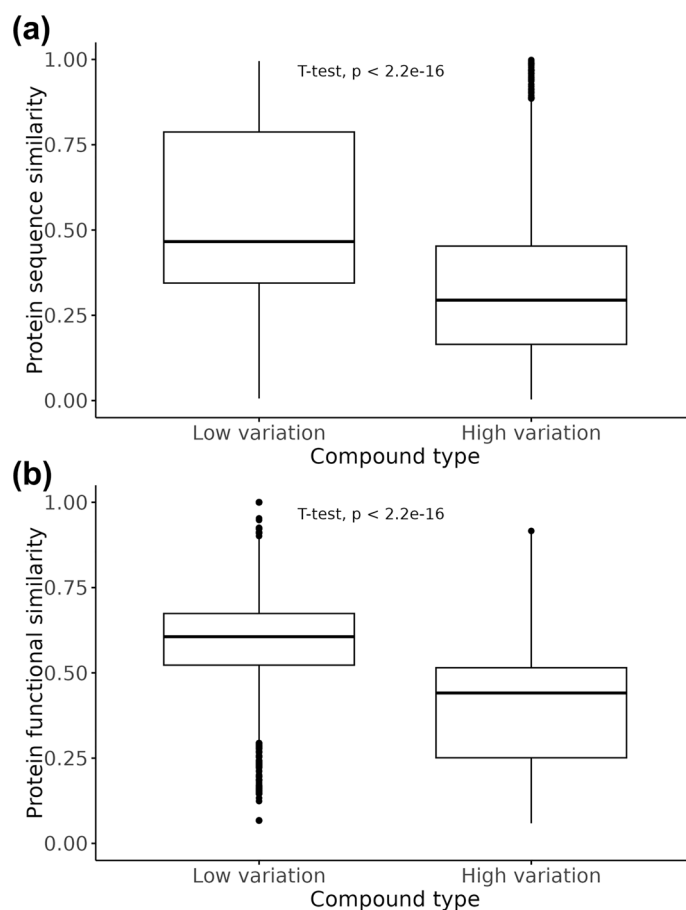 (a)
T-test, p < 2.2e-16
Protein sequence similarity
1.00
0.75
0.50
0.25
0.00
Low variation
High variation
Compound type
(b)
T-test, p < 2.2e-16
Protein functional similarity
1.00
0.75
0.50
0.25
0.00
Low variation
High variation
Compound type